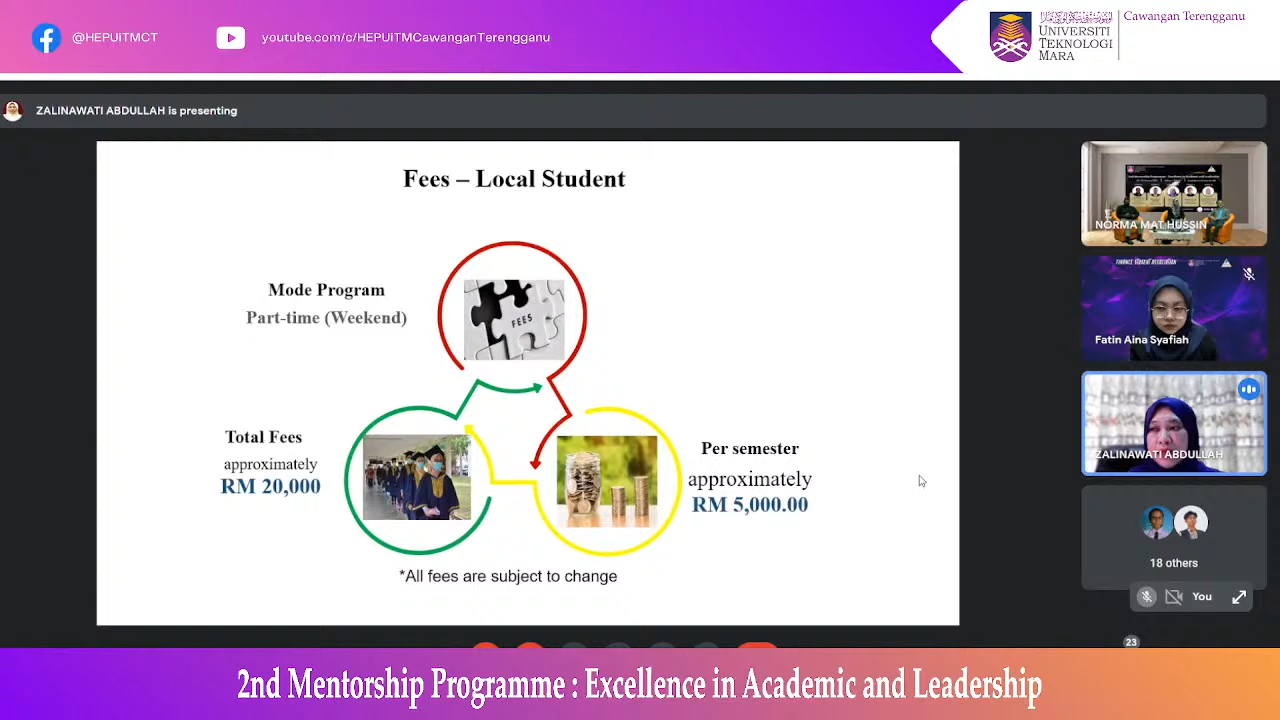 @HEPUiTMCT
youtube.com/c/HEPUiTMCawanganTerengganu
UNIVERSITI
TEKNOLOGI
MARA
Cawangan Terengganu
ZALINAWATI ABDULLAH is presenting
Fees – Local Student
Mode Program
Part-time (Weekend)
FEES
Total Fees
approximately
RM 20,000
Per semester
approximately
RM 5,000.00
*All fees are subject to change
NORMA MAT HUSSIN
FINANCE STUDENT ASSOCIATION
Fatin Aina Syafiah
ZALINAWATI ABDULLAH
18 others
You
23
2nd Mentorship Programme : Excellence in Academic and Leadership